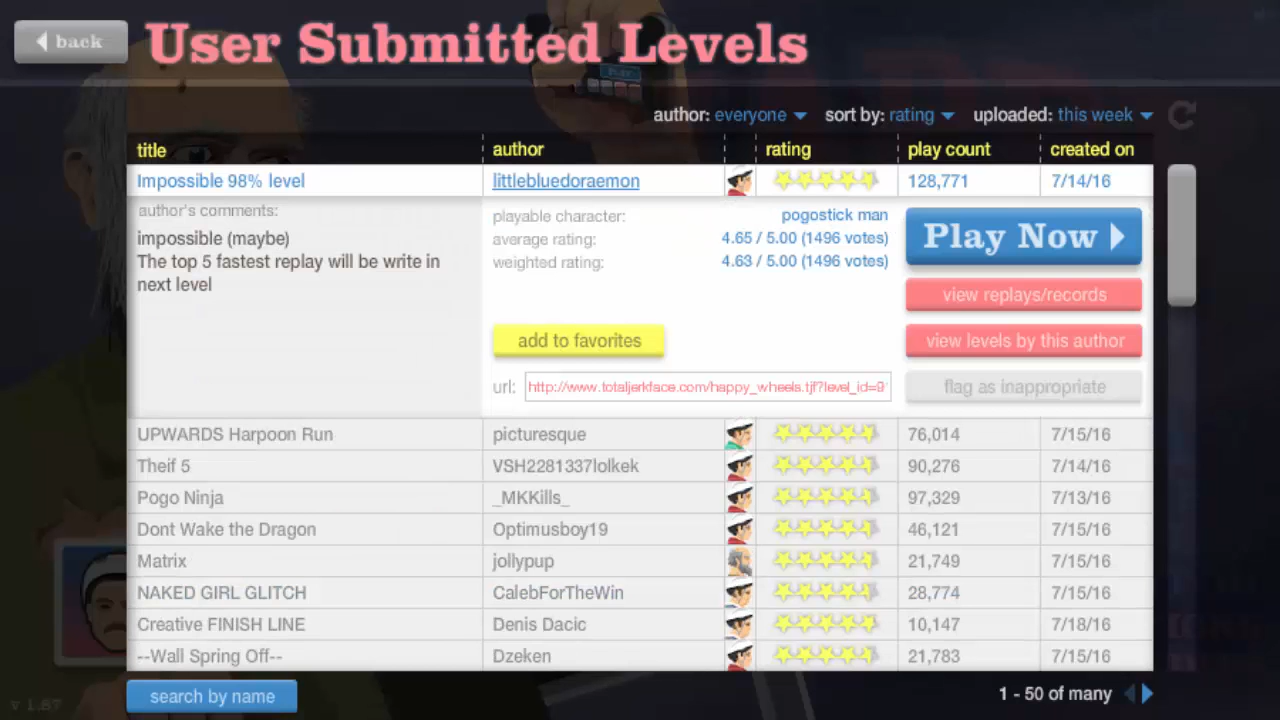 back
User Submitted Levels
author: everyone sort by: rating uploaded: this week
title author rating play count created on
Impossible 98% level littlebluedoraemon 128,771 7/14/16
author's comments:
impossible (maybe)
The top 5 fastest replay will be write in
next level
playable character: pogostick man
average rating: 4.65 / 5.00 (1496 votes)
weighted rating: 4.63 / 5.00 (1496 votes)
Play Now
view replays/records
add to favorites
view levels by this author
url: http://www.totaljerkface.com/happy_wheels.tjf?level_id=9
flag as inappropriate
UPWARDS Harpoon Run picturesque 76,014 7/15/16
Theif 5 VSH2281337lolkek 90,276 7/14/16
Pogo Ninja _MKKills_ 97,329 7/13/16
Dont Wake the Dragon Optimusboy19 46,121 7/15/16
Matrix jollypup 21,749 7/15/16
NAKED GIRL GLITCH CalebForTheWin 28,774 7/15/16
Creative FINISH LINE Denis Dacic 10,147 7/18/16
--Wall Spring Off-- Dzeken 21,783 7/15/16
search by name
1 - 50 of many
v 1.87